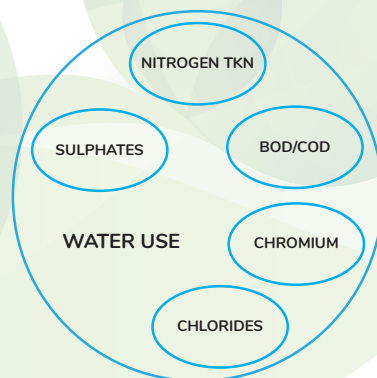 NITROGEN TKN
SULPHATES
BOD/COD
WATER USE
CHROMIUM
CHLORIDES